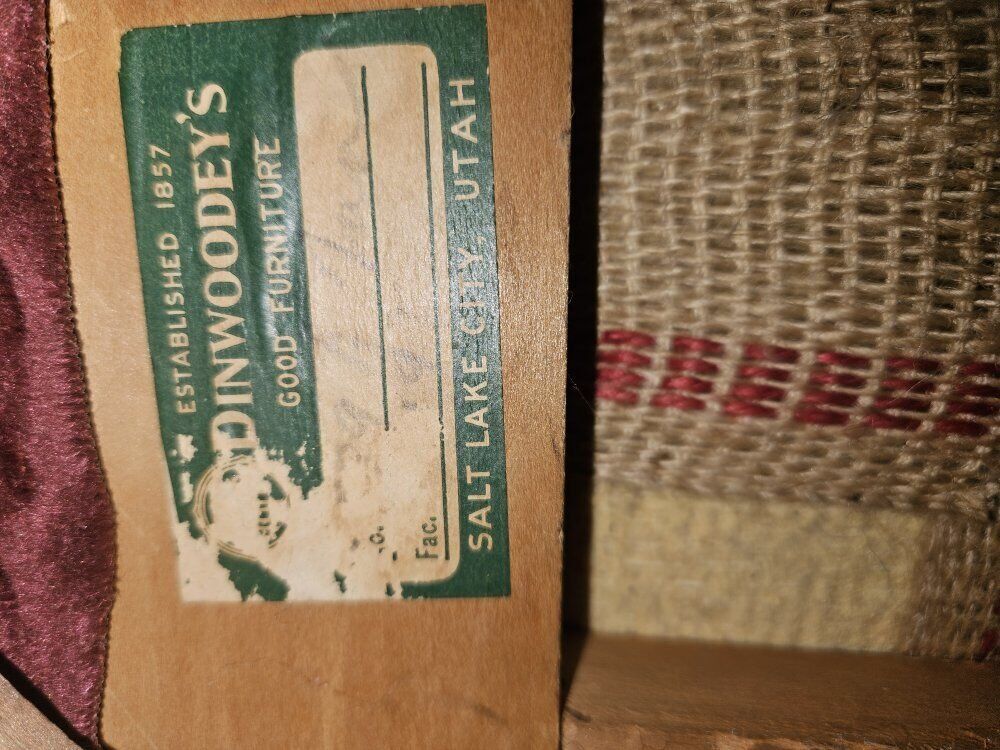 ESTABLISHED 1857
DINWOODEY'S
GOOD FURNITURE
Fac.
SALT LAKE CITY, UTAH